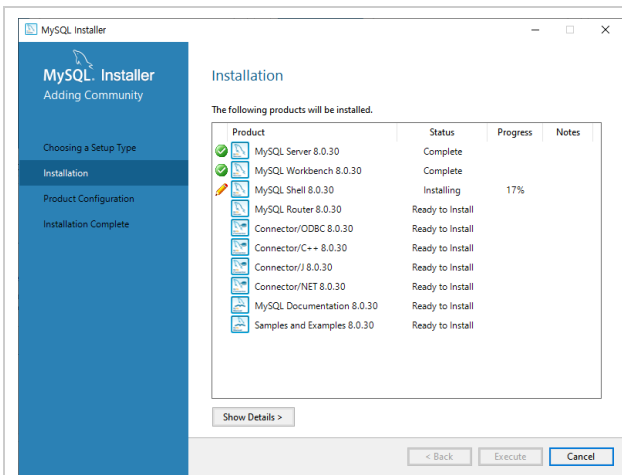 MySQL Installer
MySQL. Installer
Adding Community
Choosing a Setup Type
Installation
Product Configuration
Installation Complete
Installation
The following products will be installed.
Product Status Progress Notes
MySQL Server 8.0.30 Complete
MySQL Workbench 8.0.30 Complete
MySQL Shell 8.0.30 Installing 17%
MySQL Router 8.0.30 Ready to Install
Connector/ODBC 8.0.30 Ready to Install
Connector/C++ 8.0.30 Ready to Install
Connector/J 8.0.30 Ready to Install
Connector/NET 8.0.30 Ready to Install
MySQL Documentation 8.0.30 Ready to Install
Samples and Examples 8.0.30 Ready to Install
Show Details >
< Back Execute Cancel